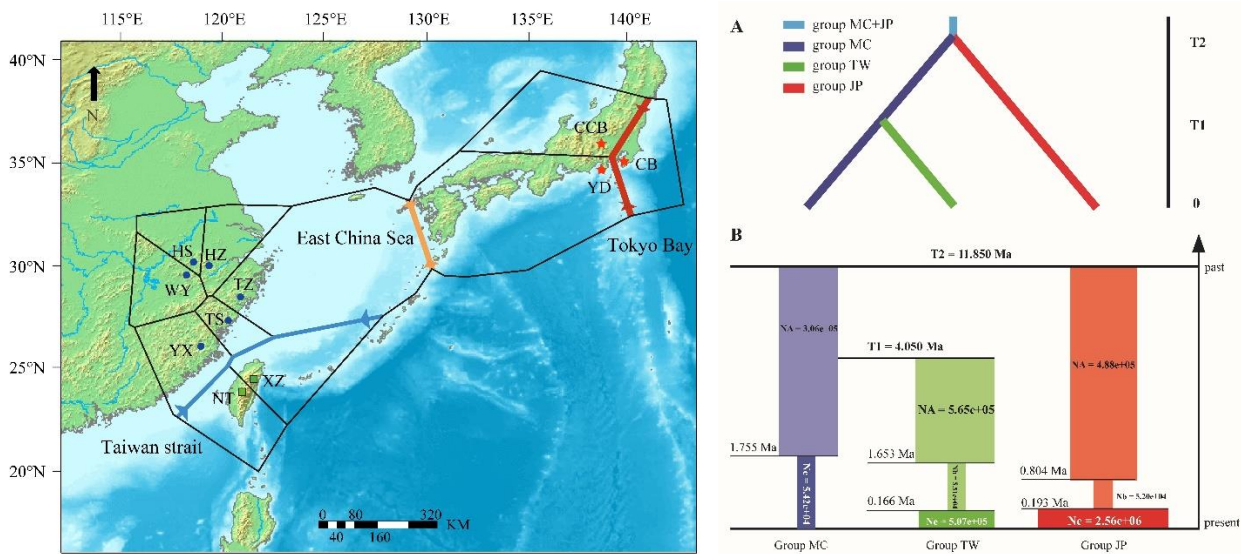 115°E 120°E 125°E 130°E 135°E 140°E
40°N
35°N
30°N
25°N
20°N
N
CCB
CB
YD
East China Sea
Tokyo Bay
HS
HZ
WY
TZ
TS
YX
XZ
NT
Taiwan strait
0 80 320
40 160
KM
A
group MC+JP
group MC
group TW
group JP
T2
T1
0
B
T2 = 11.850 Ma
past
NA = 3.06e+05
T1 = 4.050 Ma
NA = 4.88e+05
NA = 5.65e+05
1.755 Ma
1.653 Ma
0.804 Ma
Nc = 5.42e+04
Nb = 5.20e+04
0.166 Ma
0.193 Ma
Nc = 5.07e+05
Nc = 2.56e+06
present
Group MC Group TW Group JP